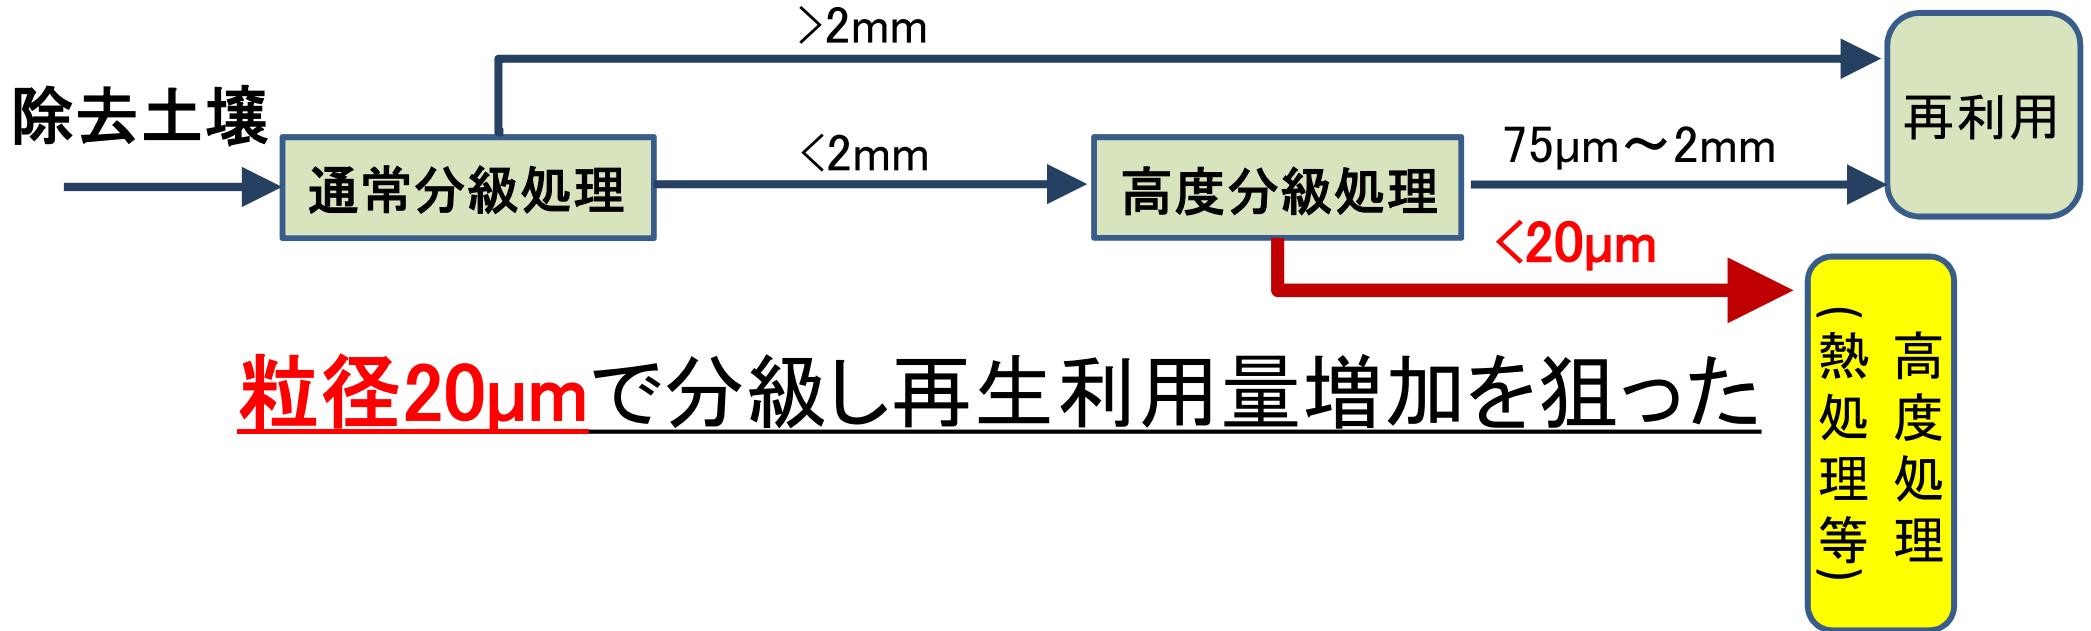 >2mm
除去土壌
再利用
通常分級処理
<2mm
高度分級処理
75μm～2mm
<20μm
高度処理
(熱処理等)
粒径20μmで分級し再生利用量増加を狙った